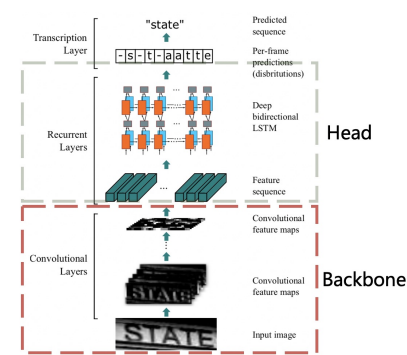 Transcription
Layer
"state"
Predicted
sequence
-s-t-aatte
Per-frame
predictions
(disbritutions)
Recurrent
Layers
Deep
bidirectional
LSTM
Head
Feature
sequence
Convolutional
feature maps
Convolutional
Layers
STATE
Convolutional
feature maps
Backbone
STATE
Input image